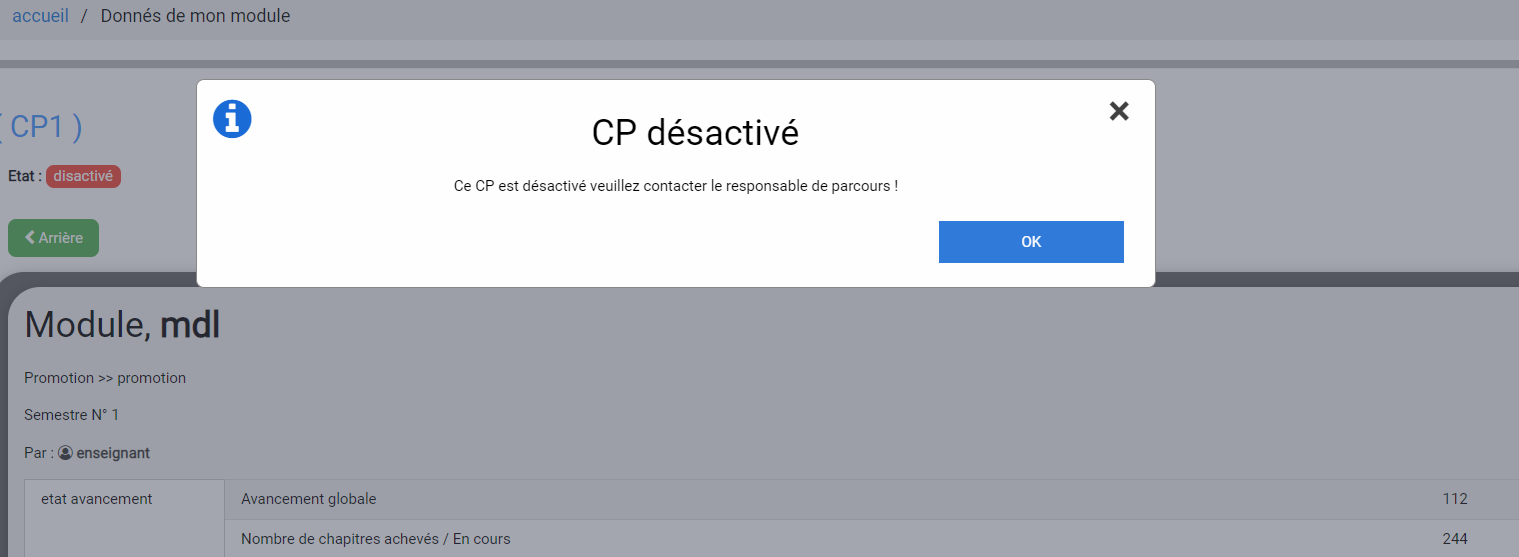 accueil / Donnés de mon module
( CP1 )
Etat : disactivé
Arrière
CP désactivé
Ce CP est désactivé veuillez contacter le responsable de parcours !
OK
Module, mdl
Promotion >> promotion
Semestre N° 1
Par : enseignant
etat avancement Avancement globale 112
Nombre de chapitres achevés / En cours 244